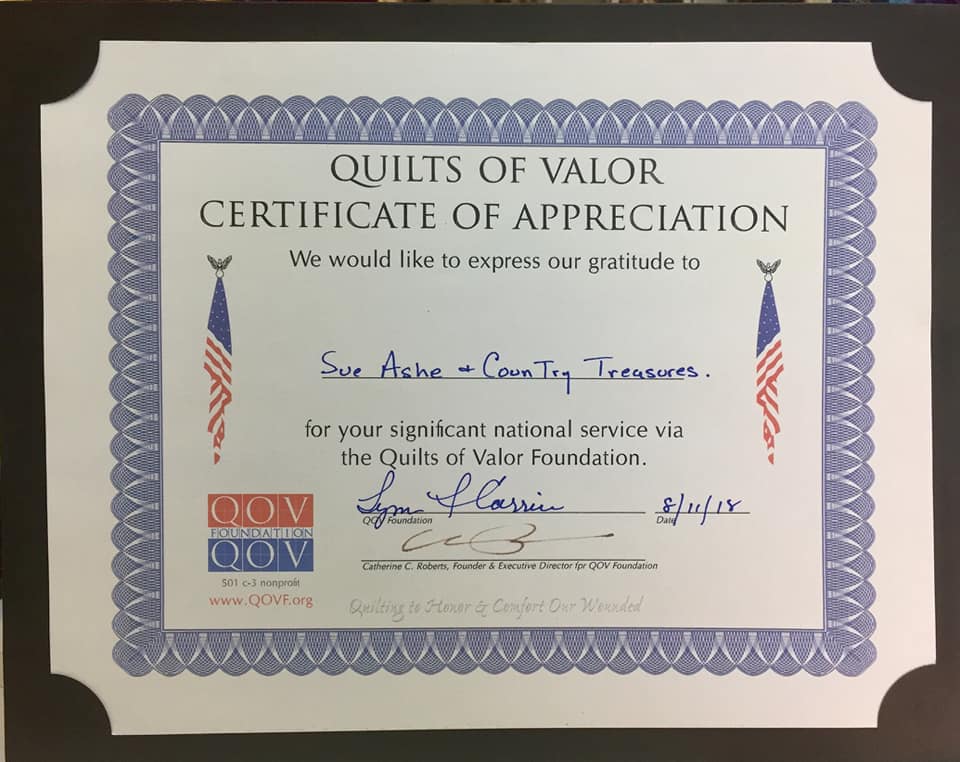 QUILTS OF VALOR
CERTIFICATE OF APPRECIATION
We would like to express our gratitude to
Sue Ashe + Country Treasures.
for your significant national service via
the Quilts of Valor Foundation.
8/11/18
QOV Foundation
Date
Catherine C. Roberts, Founder & Executive Director fpr QOV Foundation
QOV
FOUNDATION
QOV
501 c-3 nonprofit
www.QOVF.org
Quilting to Honor & Comfort Our Wounded